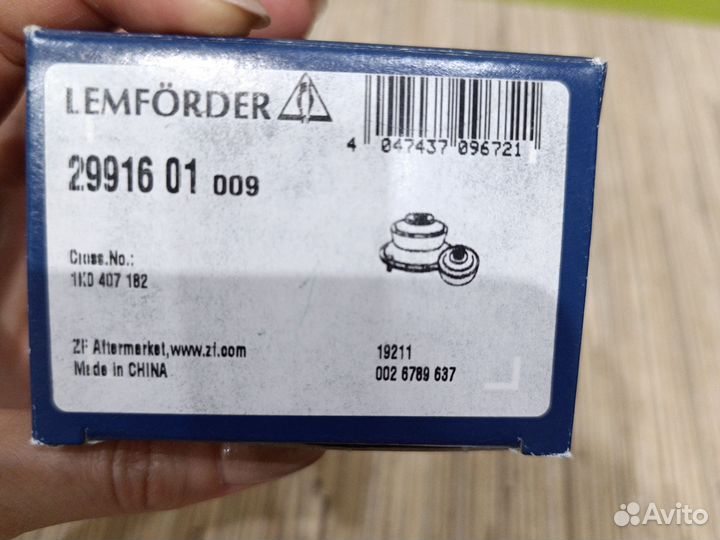 LEMFÖRDER
4 047437 096721
29916 01 009
Cross.No.:
1K0 407 182
ZF Aftermarket,www.zf.com
Made in CHINA
19211
002 6789 637
Avito